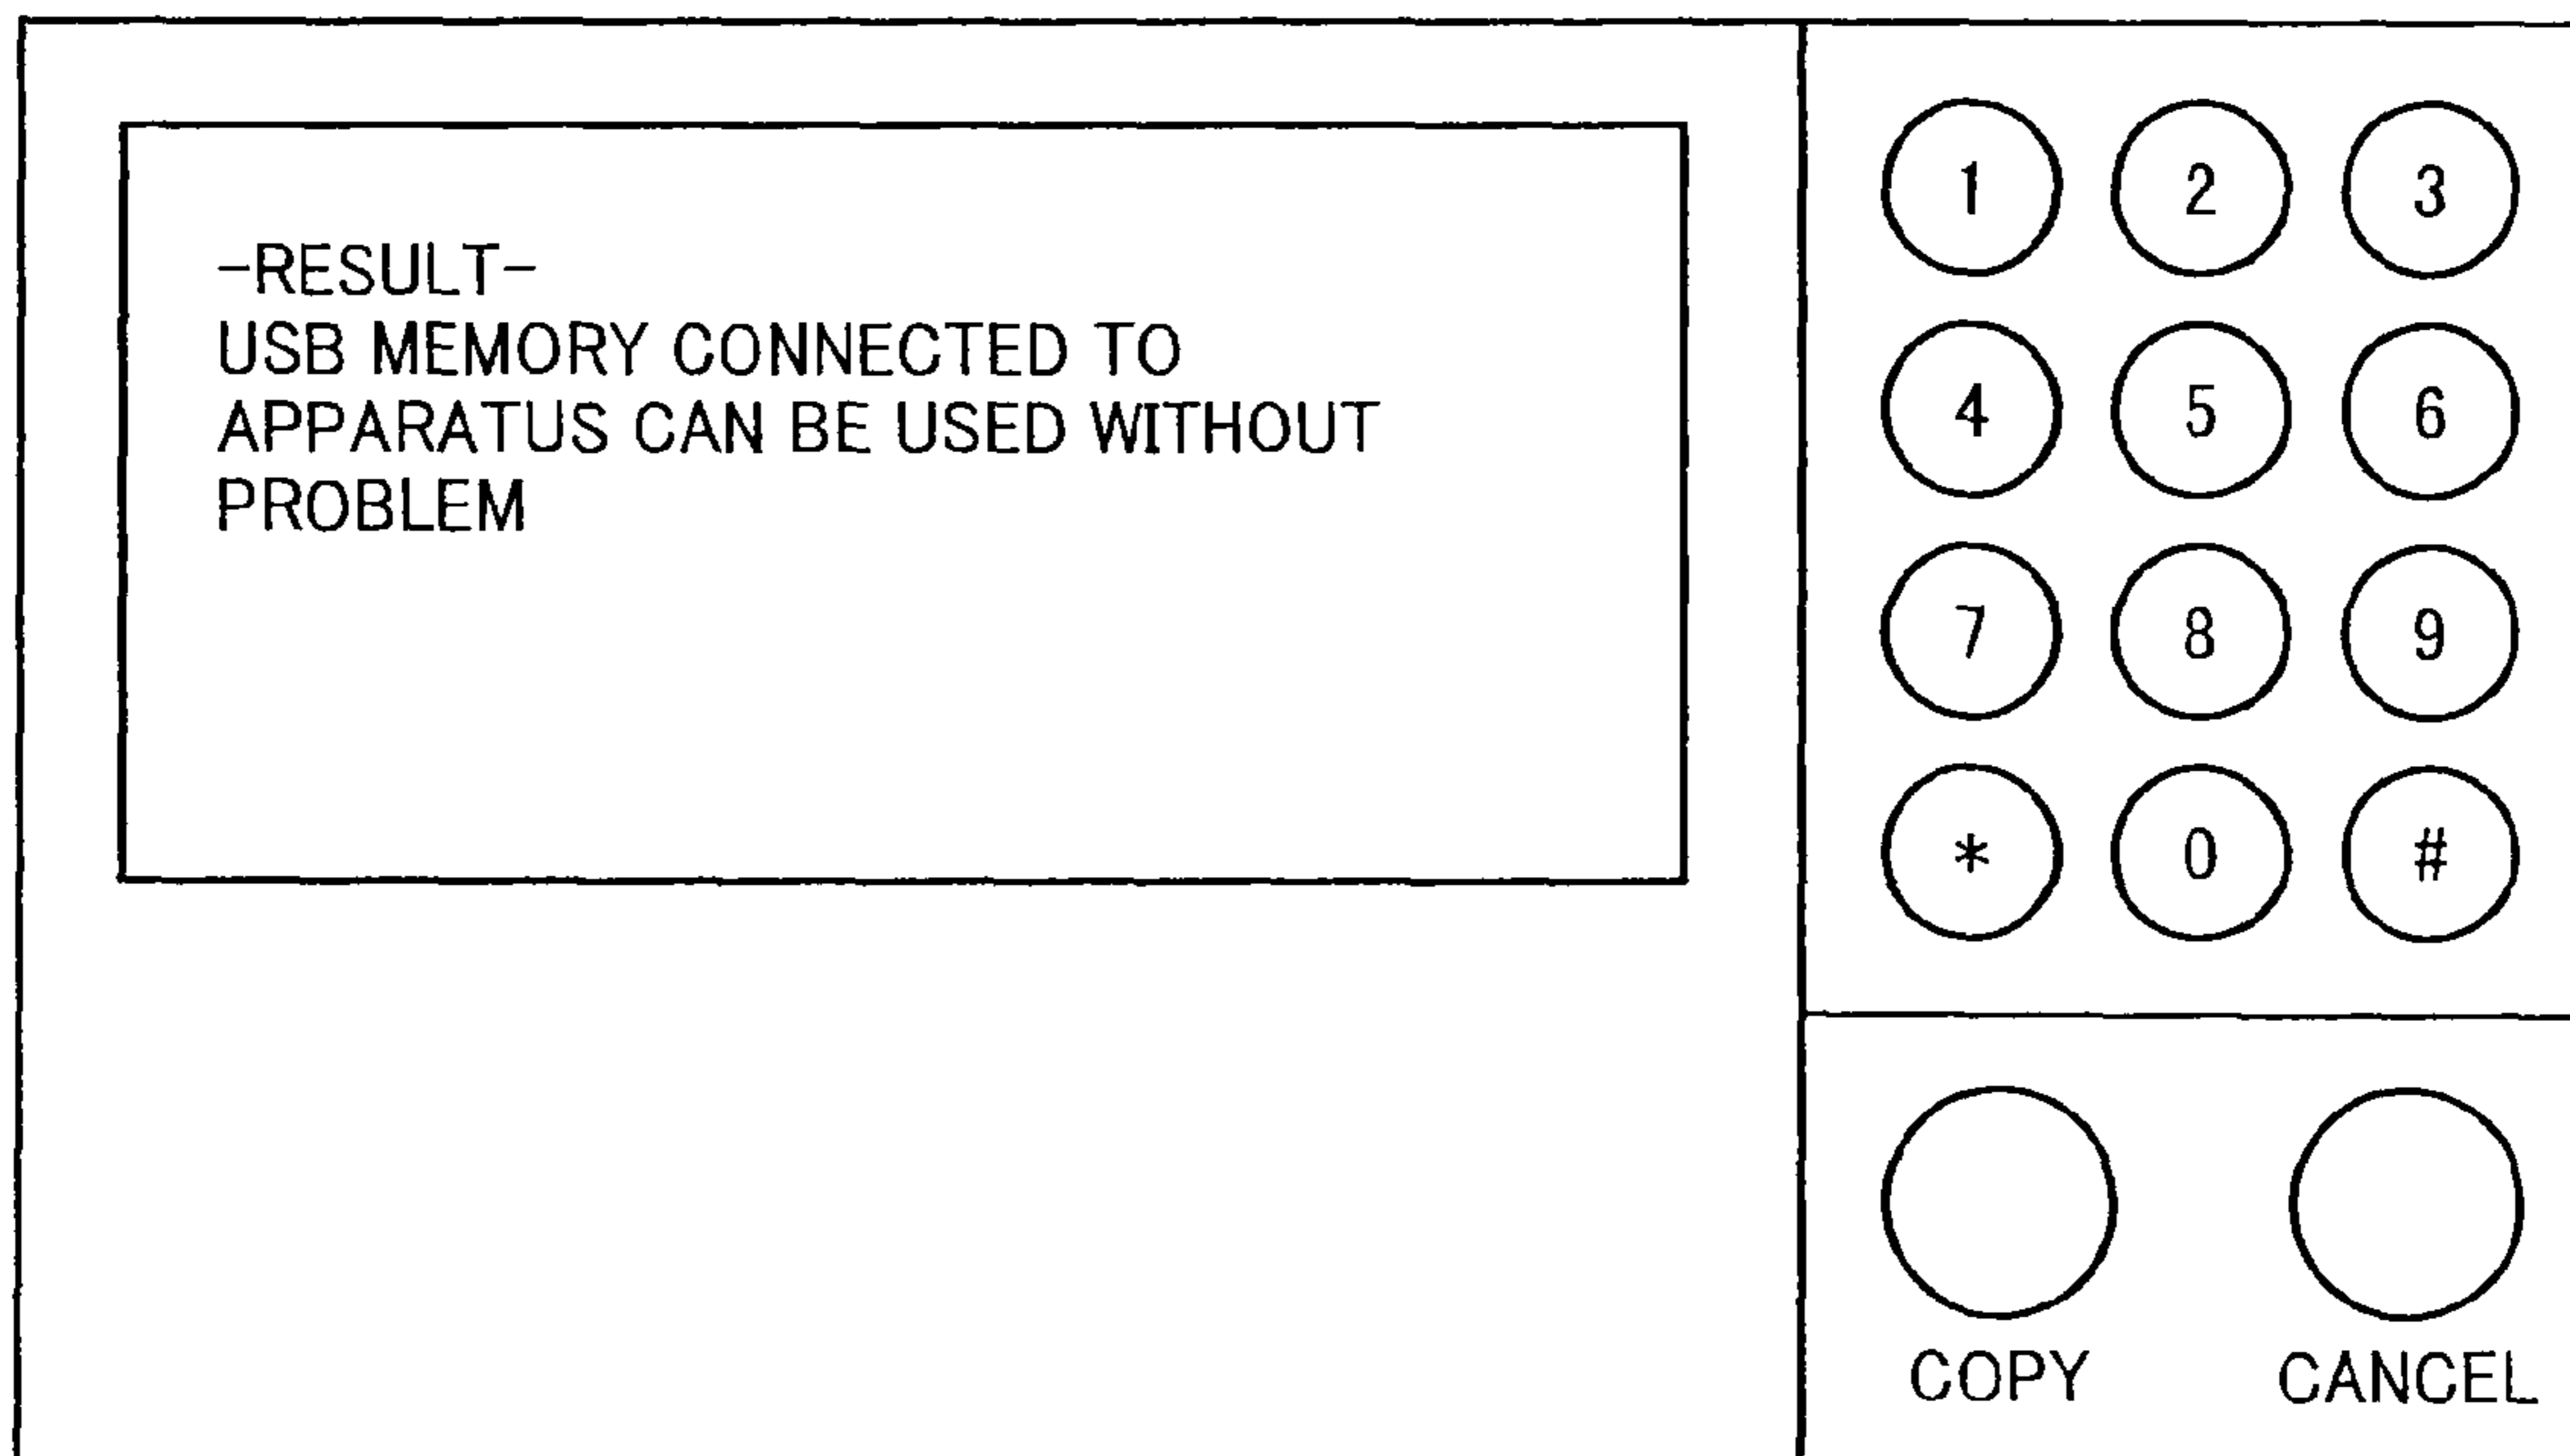 -RESULT-
USB MEMORY CONNECTED TO
APPARATUS CAN BE USED WITHOUT
PROBLEM
1 2 3
4 5 6
7 8 9
* 0 #
COPY CANCEL